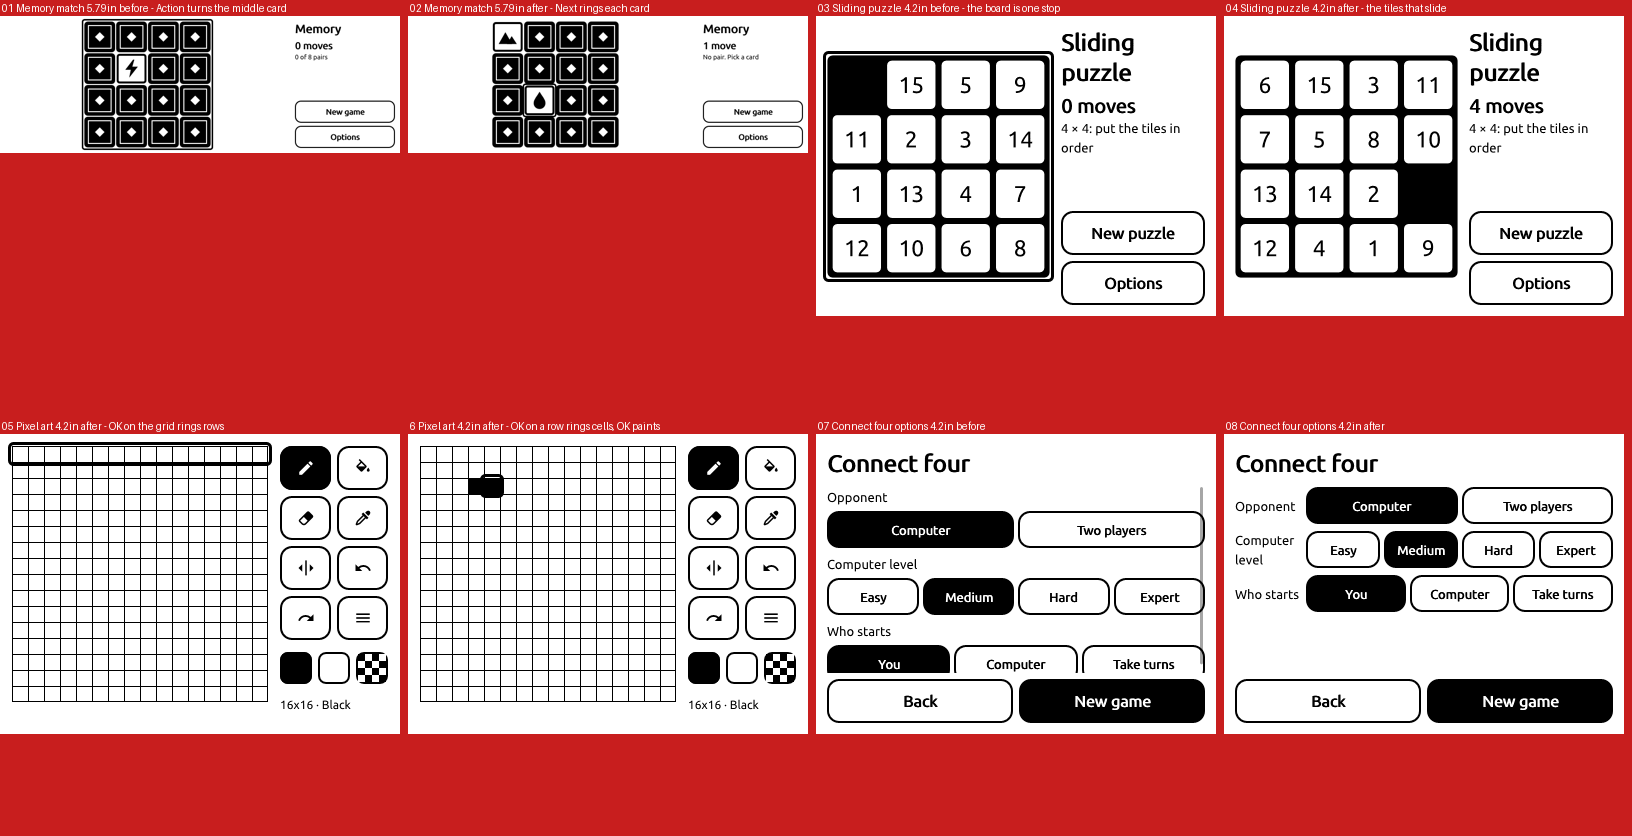 01 Memory match 5.79in before - Action turns the middle card
Memory
0 moves
0 of 8 pairs
New game
Options
02 Memory match 5.79in after - Next rings each card
Memory
1 move
No pair. Pick a card
New game
Options
03 Sliding puzzle 4.2in before - the board is one stop
15 5 9
11 2 3 14
1 13 4 7
12 10 6 8
Sliding
puzzle
0 moves
4 × 4: put the tiles in
order
New puzzle
Options
04 Sliding puzzle 4.2in after - the tiles that slide
6 15 3 11
7 5 8 10
13 14 2
12 4 1 9
Sliding
puzzle
4 moves
4 × 4: put the tiles in
order
New puzzle
Options
05 Pixel art 4.2in after - OK on the grid rings rows
16x16 · Black
6 Pixel art 4.2in after - OK on a row rings cells, OK paints
16x16 · Black
07 Connect four options 4.2in before
Connect four
Opponent
Computer Two players
Computer level
Easy Medium Hard Expert
Who starts
You Computer Take turns
Back New game
08 Connect four options 4.2in after
Connect four
Opponent Computer Two players
Computer
level
Easy Medium Hard Expert
Who starts You Computer Take turns
Back New game